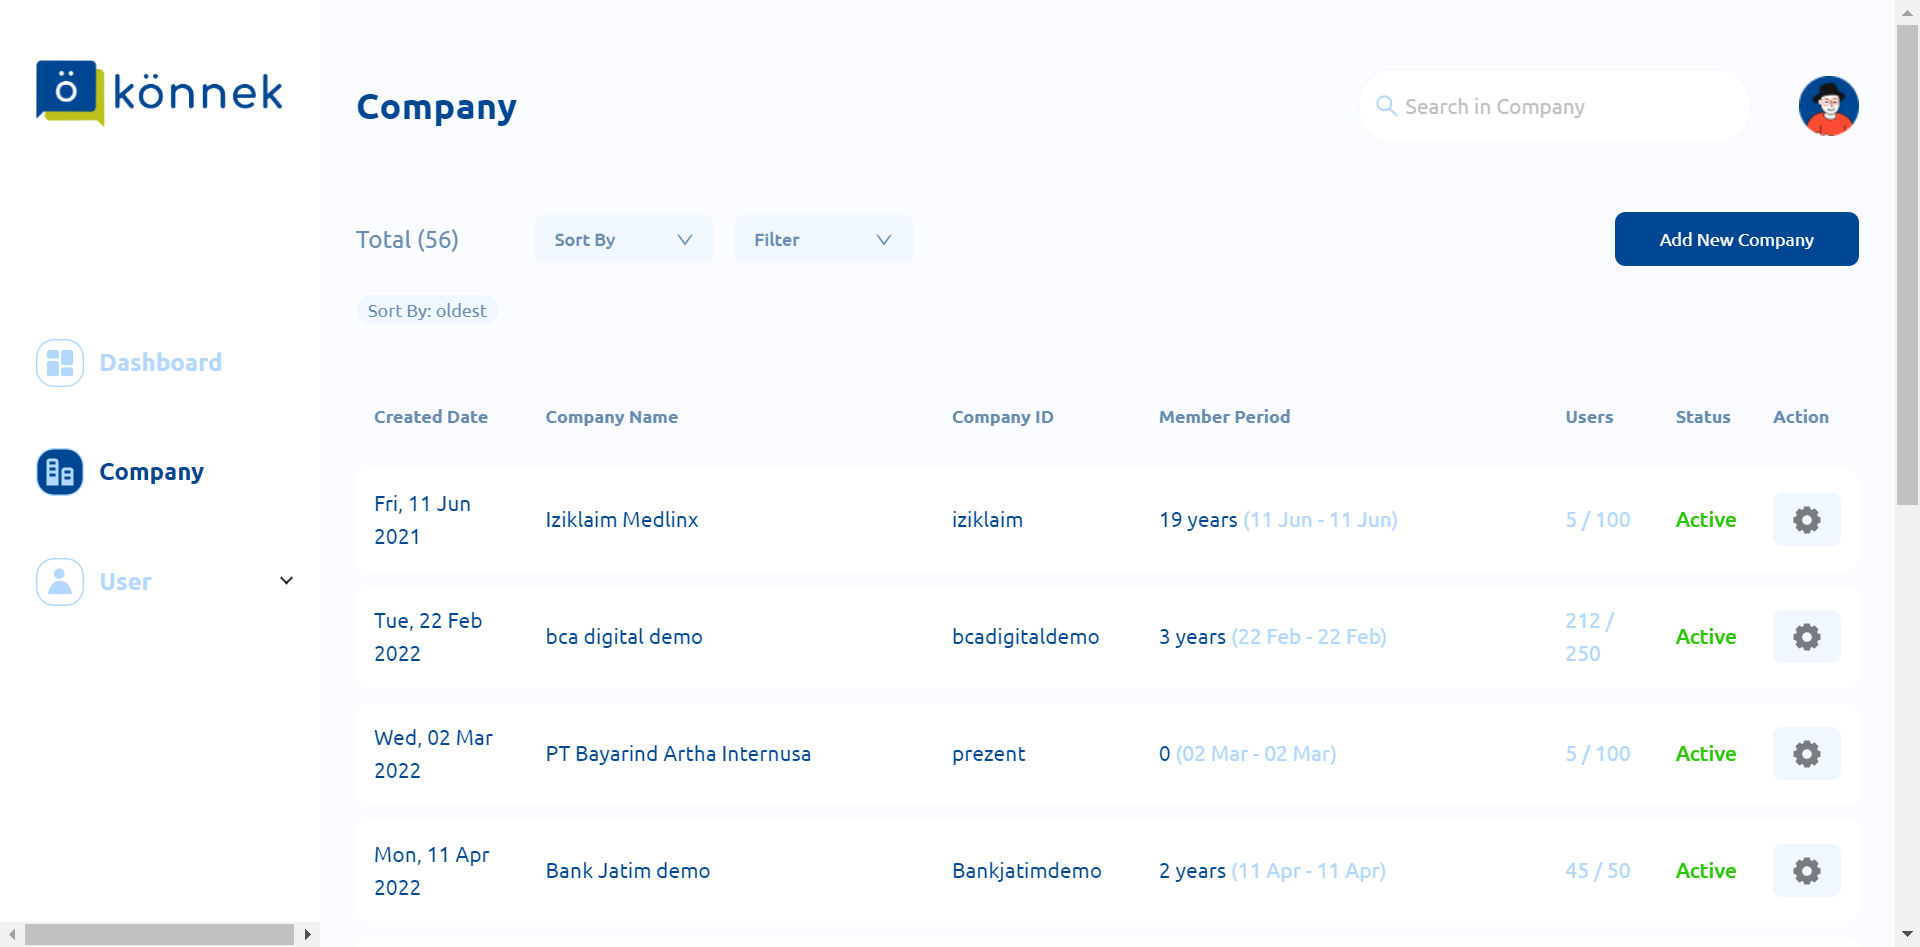 ö könnek
Company
Search in Company
Total (56)
Sort By
Filter
Add New Company
Sort By: oldest
Dashboard
Company
User
Created Date Company Name Company ID Member Period Users Status Action
Fri, 11 Jun 2021 Iziklaim Medlinx iziklaim 19 years (11 Jun - 11 Jun) 5 / 100 Active
Tue, 22 Feb 2022 bca digital demo bcadigitaldemo 3 years (22 Feb - 22 Feb) 212 / 250 Active
Wed, 02 Mar 2022 PT Bayarind Artha Internusa prezent 0 (02 Mar - 02 Mar) 5 / 100 Active
Mon, 11 Apr 2022 Bank Jatim demo Bankjatimdemo 2 years (11 Apr - 11 Apr) 45 / 50 Active